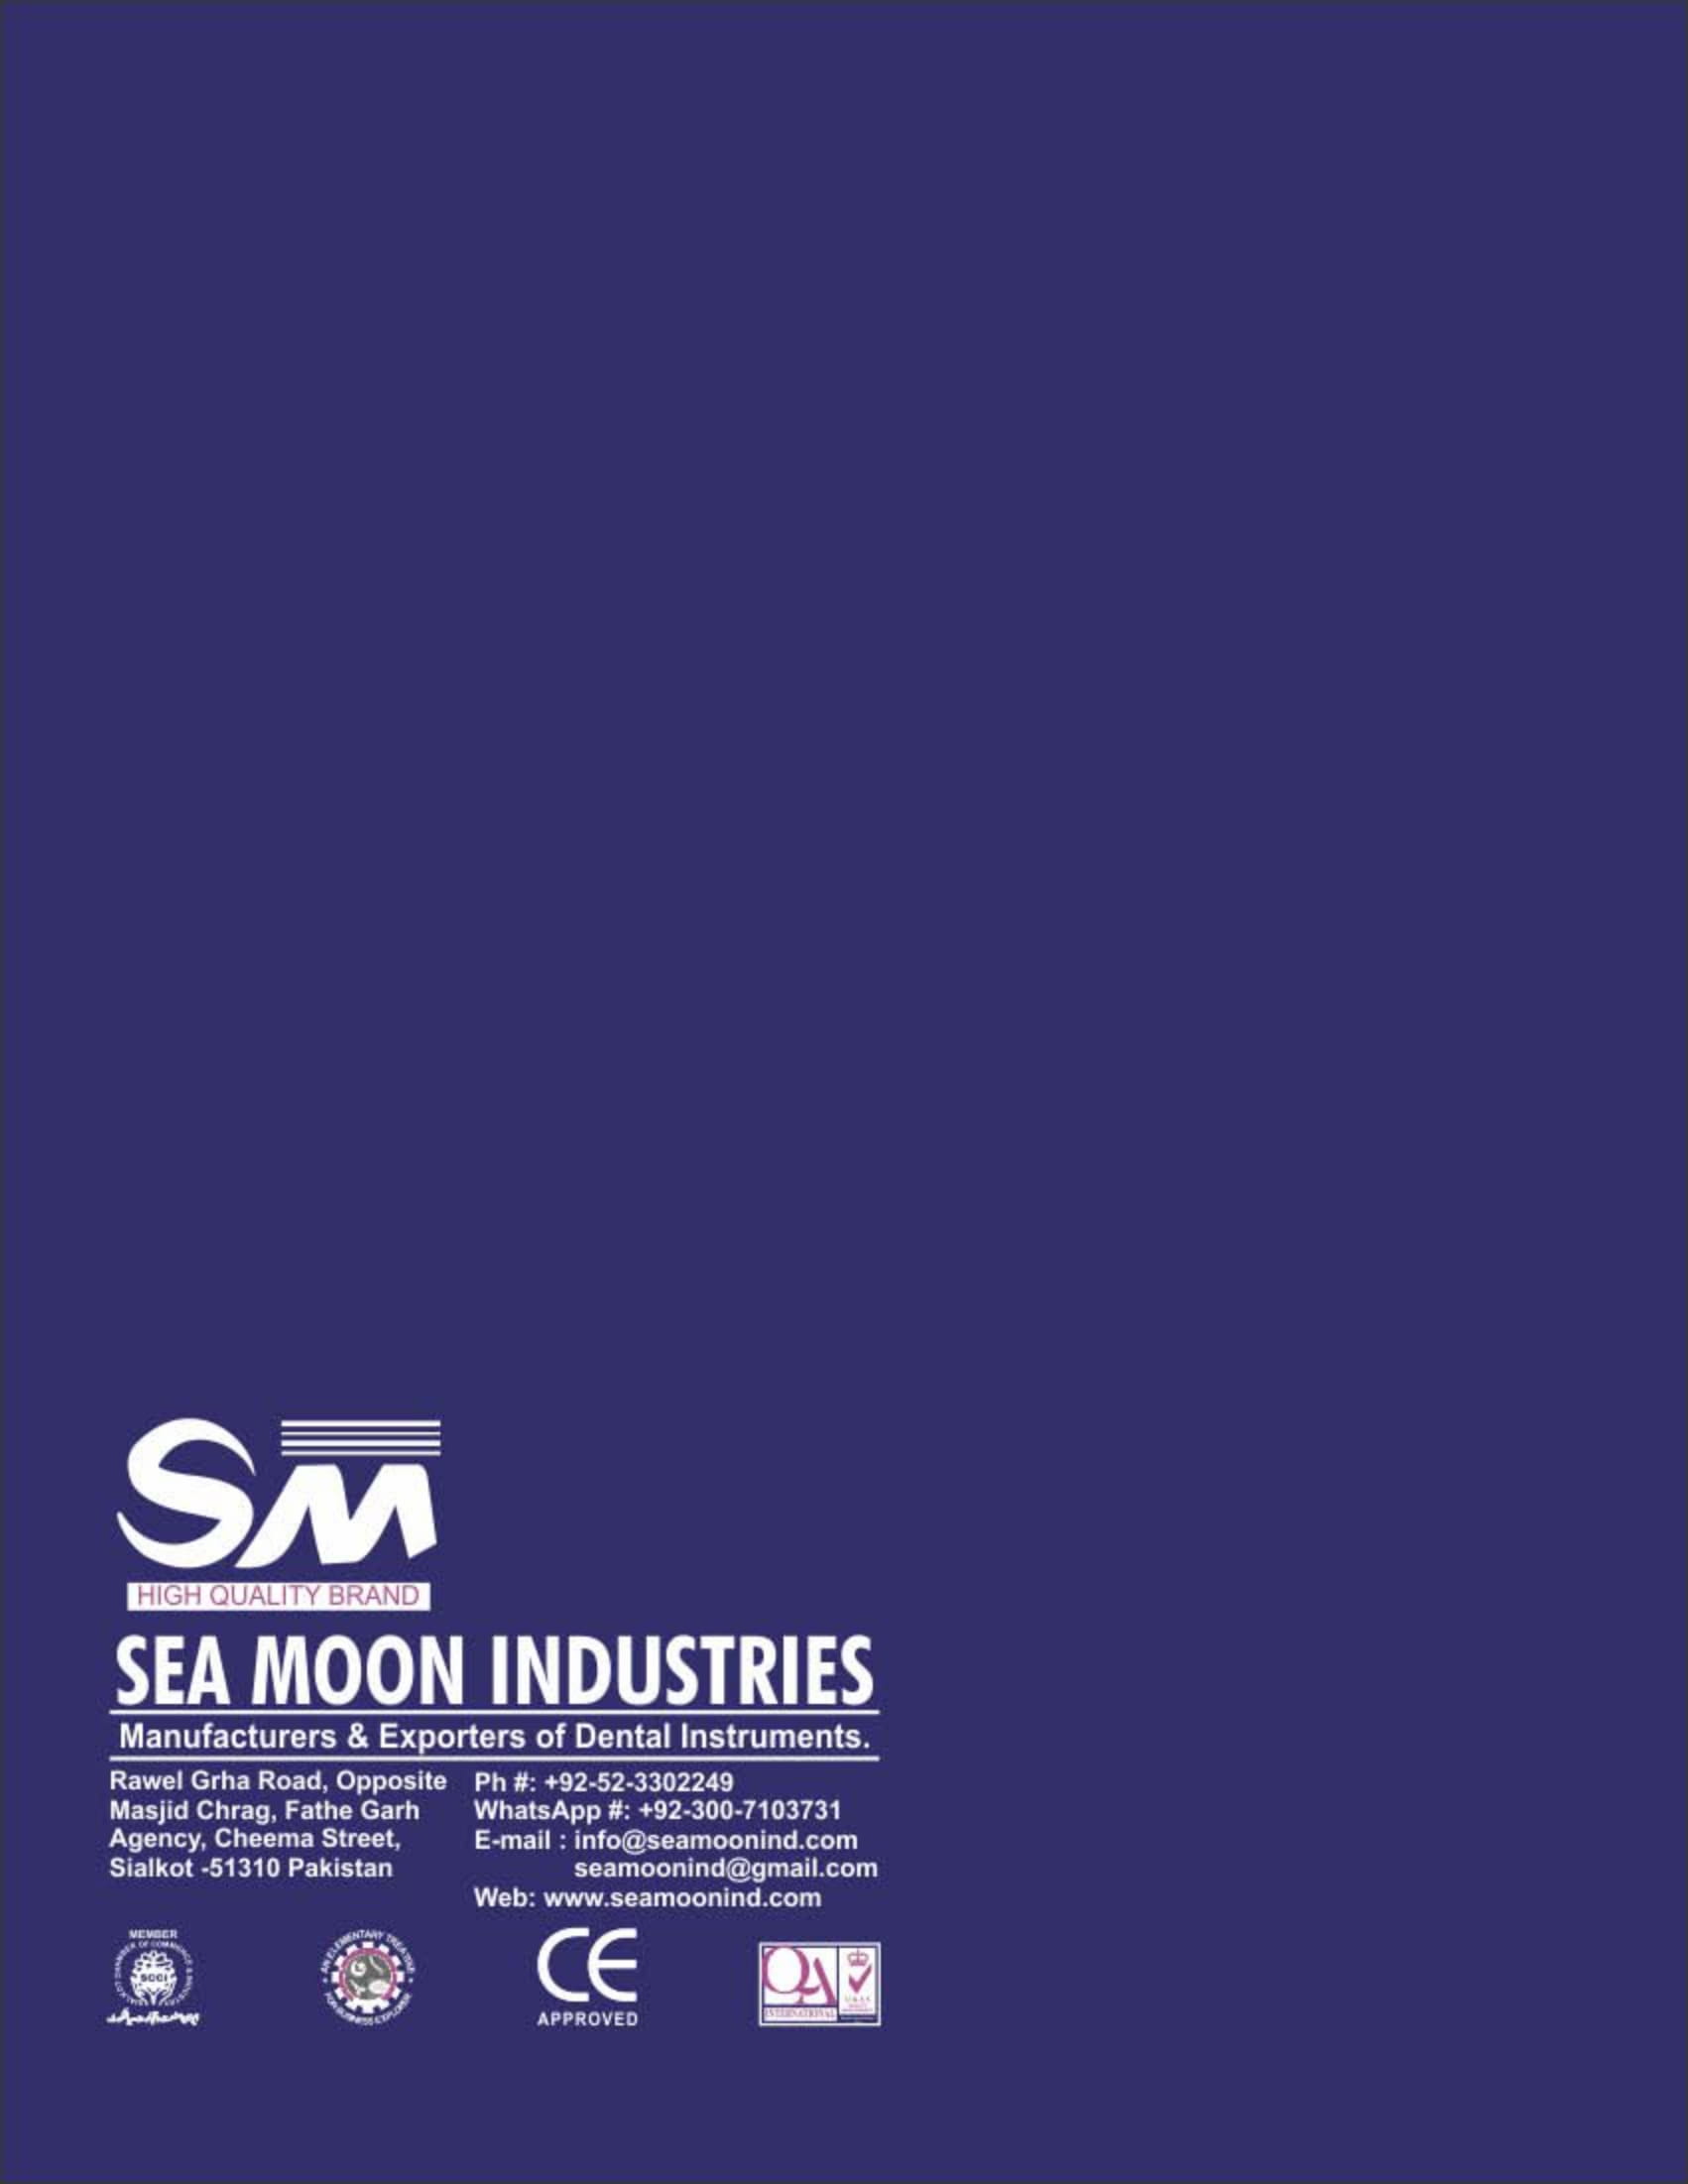 SM
HIGH QUALITY BRAND
SEA MOON INDUSTRIES
Manufacturers & Exporters of Dental Instruments.
Rawel Grha Road, Opposite
Masjid Chrag, Fathe Garh
Agency, Cheema Street,
Sialkot -51310 Pakistan
Ph #: +92-52-3302249
WhatsApp #: +92-300-7103731
E-mail : info@seamoonind.com
seamoonind@gmail.com
Web: www.seamoonind.com
MEMBER
SCCI
AN ELEMENTARY TREATISE
FOR BUSINESS EXPLORER
CE
APPROVED
QA
INTERNATIONAL